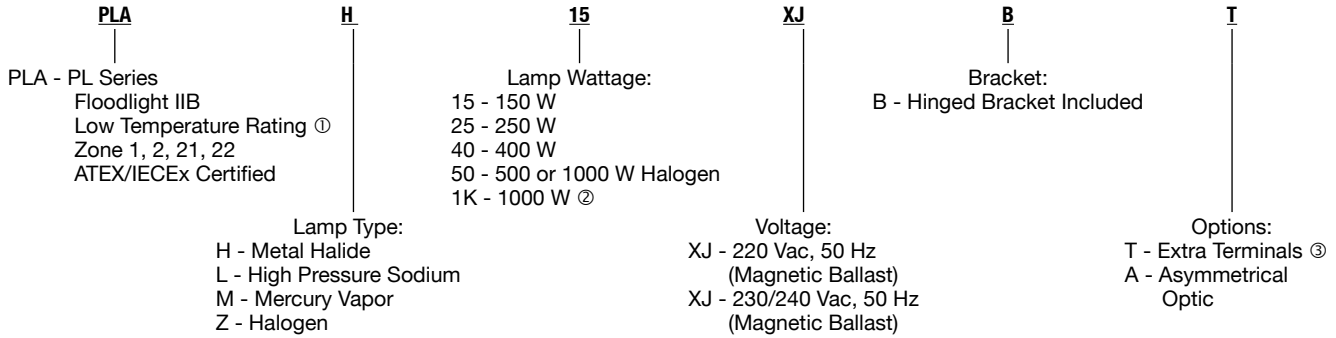 PLA H 15 XJ B T
PLA - PL Series
Floodlight IIB
Low Temperature Rating ①
Zone 1, 2, 21, 22
ATEX/IECEx Certified
Lamp Type:
H - Metal Halide
L - High Pressure Sodium
M - Mercury Vapor
Z - Halogen
Lamp Wattage:
15 - 150 W
25 - 250 W
40 - 400 W
50 - 500 or 1000 W Halogen
1K - 1000 W ②
Voltage:
XJ - 220 Vac, 50 Hz
(Magnetic Ballast)
XJ - 230/240 Vac, 50 Hz
(Magnetic Ballast)
Bracket:
B - Hinged Bracket Included
Options:
T - Extra Terminals ③
A - Asymmetrical
Optic